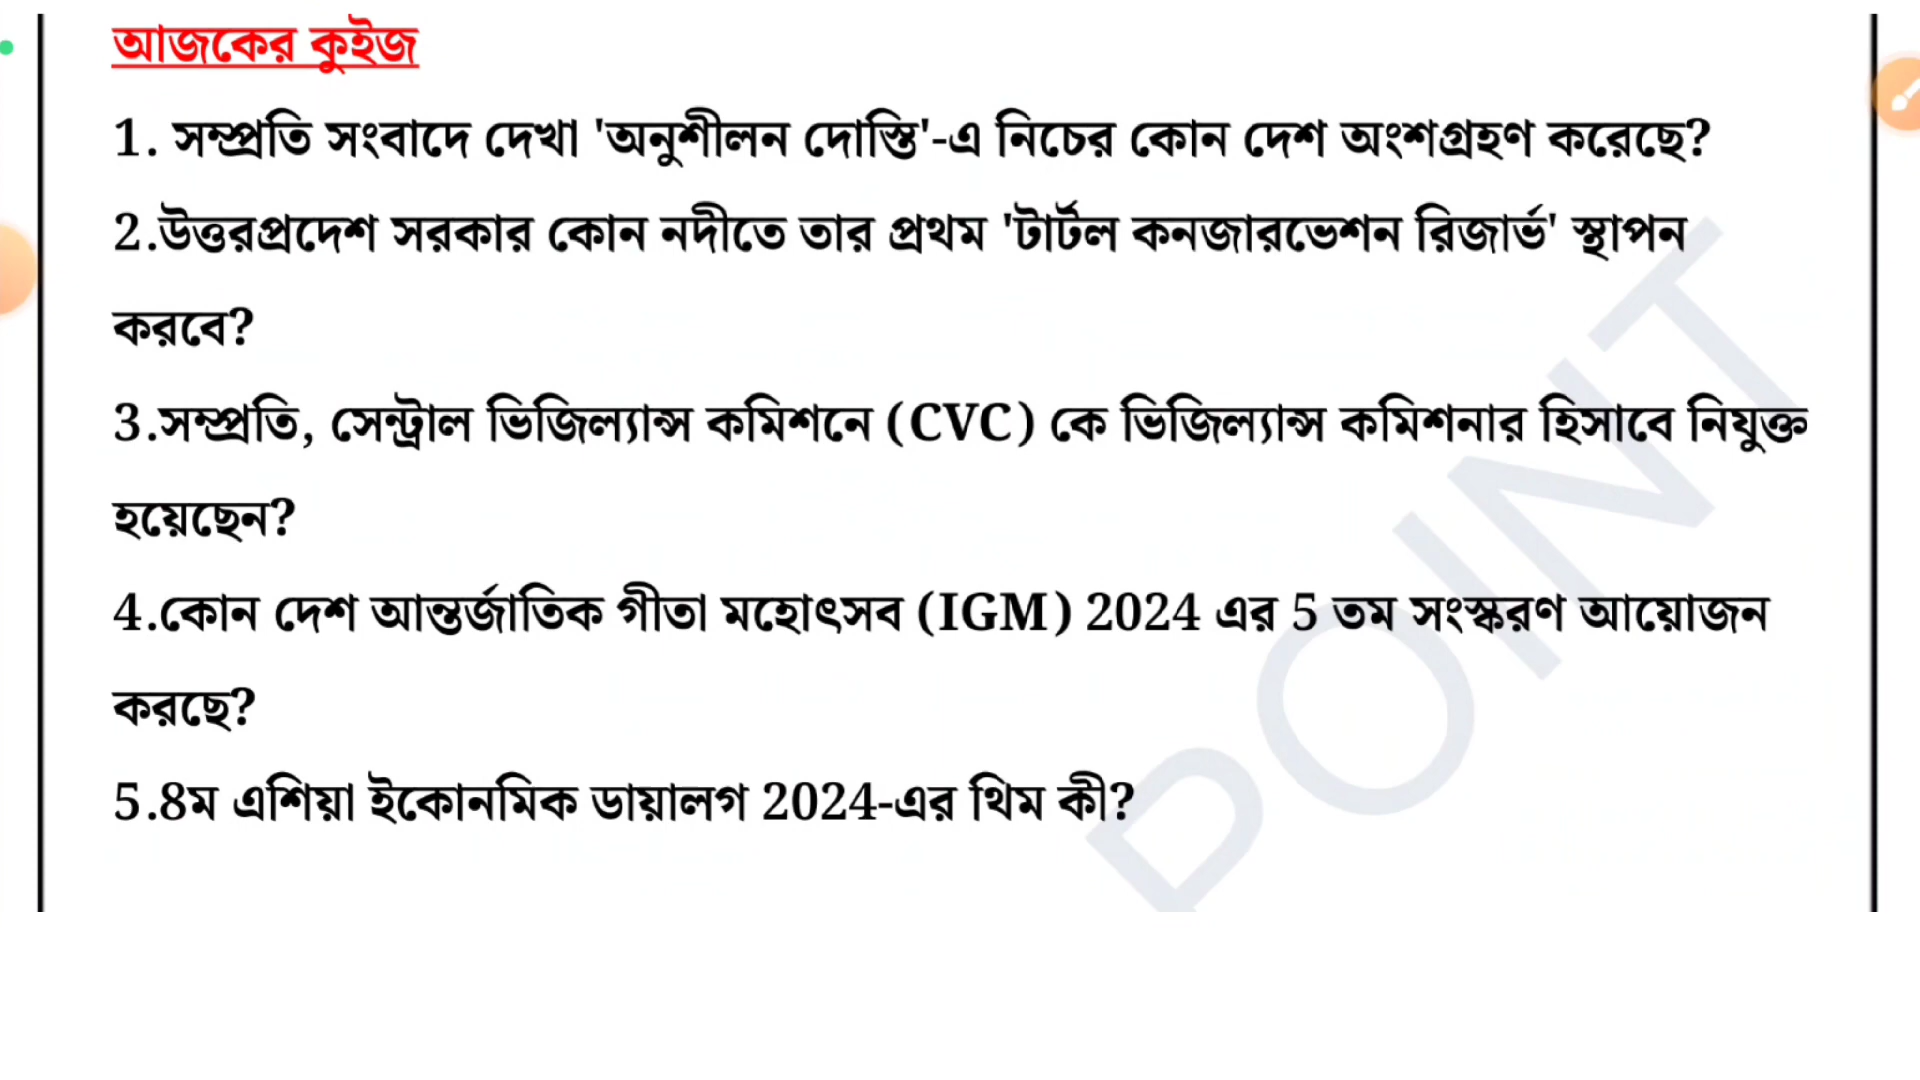 আজকের কুইজ
1. সম্প্রতি সংবাদে দেখা 'অনুশীলন দোস্তি'-এ নিচের কোন দেশ অংশগ্রহণ করেছে?
2.উত্তরপ্রদেশ সরকার কোন নদীতে তার প্রথম 'টার্টল কনজারভেশন রিজার্ভ' স্থাপন
করবে?
3.সম্প্রতি, সেন্ট্রাল ভিজিল্যান্স কমিশনে (CVC) কে ভিজিল্যান্স কমিশনার হিসাবে নিযুক্ত
হয়েছেন?
4.কোন দেশ আন্তর্জাতিক গীতা মহোৎসব (IGM) 2024 এর 5 তম সংস্করণ আয়োজন
করছে?
5.8ম এশিয়া ইকোনমিক ডায়ালগ 2024-এর থিম কী?
POINT